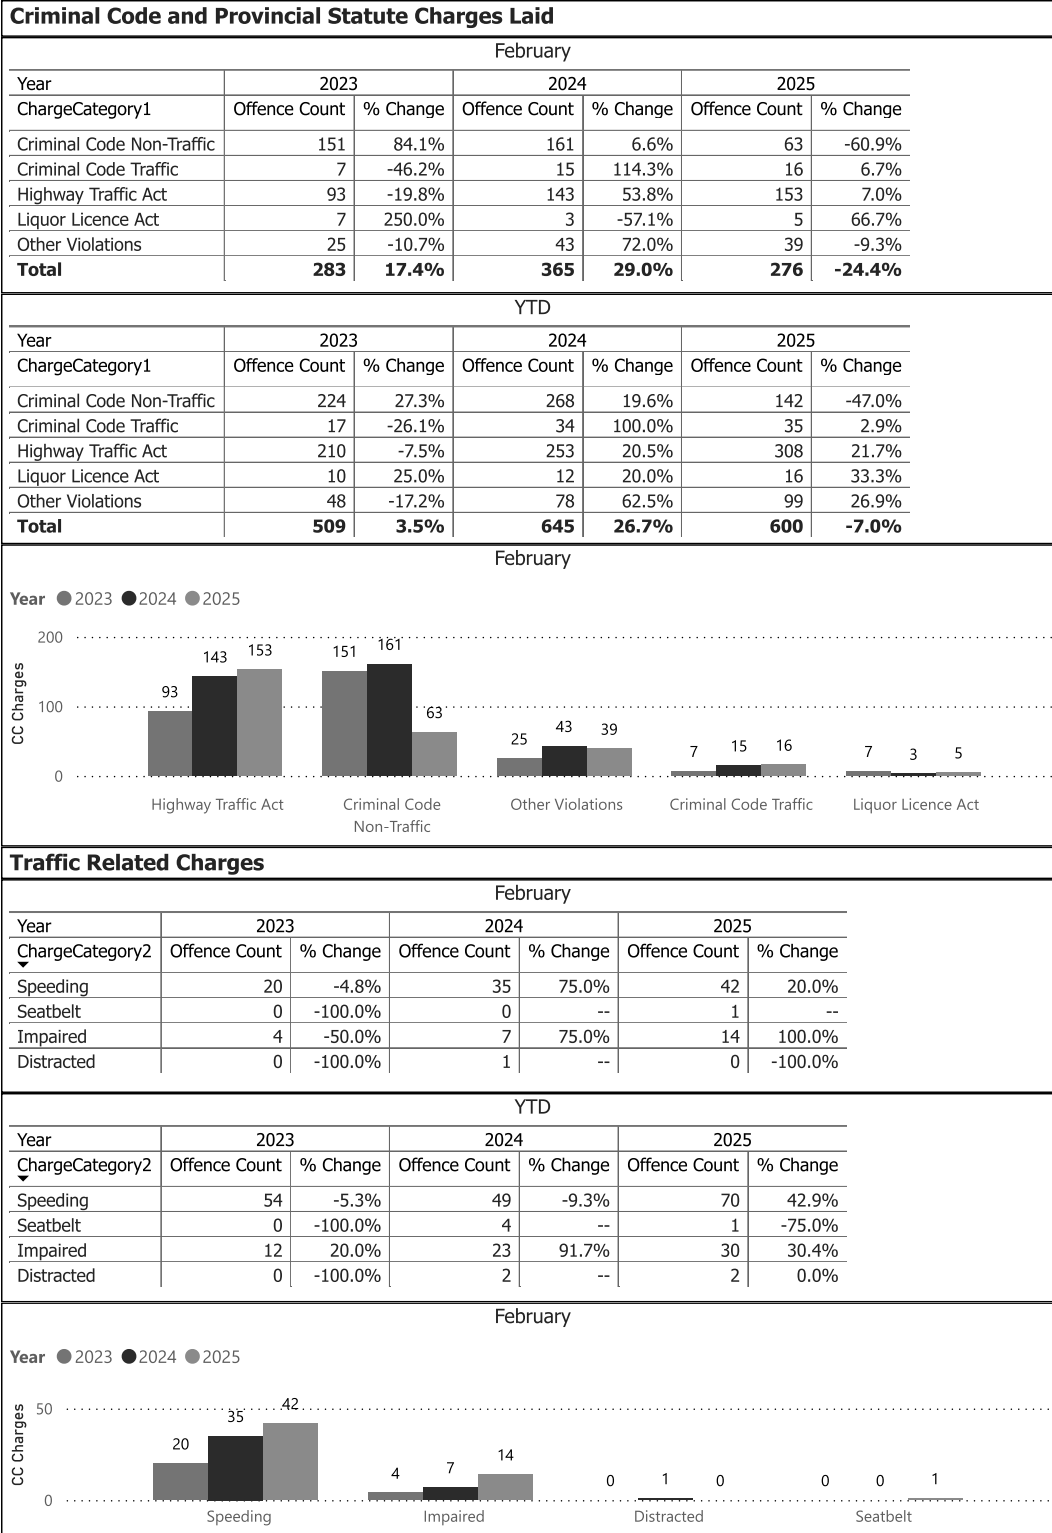 Criminal Code and Provincial Statute Charges Laid
February
Year 2023 2024 2025
ChargeCategory1 Offence Count % Change Offence Count % Change Offence Count % Change
Criminal Code Non-Traffic 151 84.1% 161 6.6% 63 -60.9%
Criminal Code Traffic 7 -46.2% 15 114.3% 16 6.7%
Highway Traffic Act 93 -19.8% 143 53.8% 153 7.0%
Liquor Licence Act 7 250.0% 3 -57.1% 5 66.7%
Other Violations 25 -10.7% 43 72.0% 39 -9.3%
Total 283 17.4% 365 29.0% 276 -24.4%
YTD
Year 2023 2024 2025
ChargeCategory1 Offence Count % Change Offence Count % Change Offence Count % Change
Criminal Code Non-Traffic 224 27.3% 268 19.6% 142 -47.0%
Criminal Code Traffic 17 -26.1% 34 100.0% 35 2.9%
Highway Traffic Act 210 -7.5% 253 20.5% 308 21.7%
Liquor Licence Act 10 25.0% 12 20.0% 16 33.3%
Other Violations 48 -17.2% 78 62.5% 99 26.9%
Total 509 3.5% 645 26.7% 600 -7.0%
February
Year 2023 2024 2025
CC Charges
200
100
0
93 143 153
151 161 63
25 43 39
7 15 16
7 3 5
Highway Traffic Act
Criminal Code
Non-Traffic
Other Violations
Criminal Code Traffic
Liquor Licence Act
Traffic Related Charges
February
Year 2023 2024 2025
ChargeCategory2 Offence Count % Change Offence Count % Change Offence Count % Change
Speeding 20 -4.8% 35 75.0% 42 20.0%
Seatbelt 0 -100.0% 0 -- 1 --
Impaired 4 -50.0% 7 75.0% 14 100.0%
Distracted 0 -100.0% 1 -- 0 -100.0%
YTD
Year 2023 2024 2025
ChargeCategory2 Offence Count % Change Offence Count % Change Offence Count % Change
Speeding 54 -5.3% 49 -9.3% 70 42.9%
Seatbelt 0 -100.0% 4 -- 1 -75.0%
Impaired 12 20.0% 23 91.7% 30 30.4%
Distracted 0 -100.0% 2 -- 2 0.0%
February
Year 2023 2024 2025
CC Charges
50
0
20 35 42
4 7 14
0 1 0
0 0 1
Speeding
Impaired
Distracted
Seatbelt